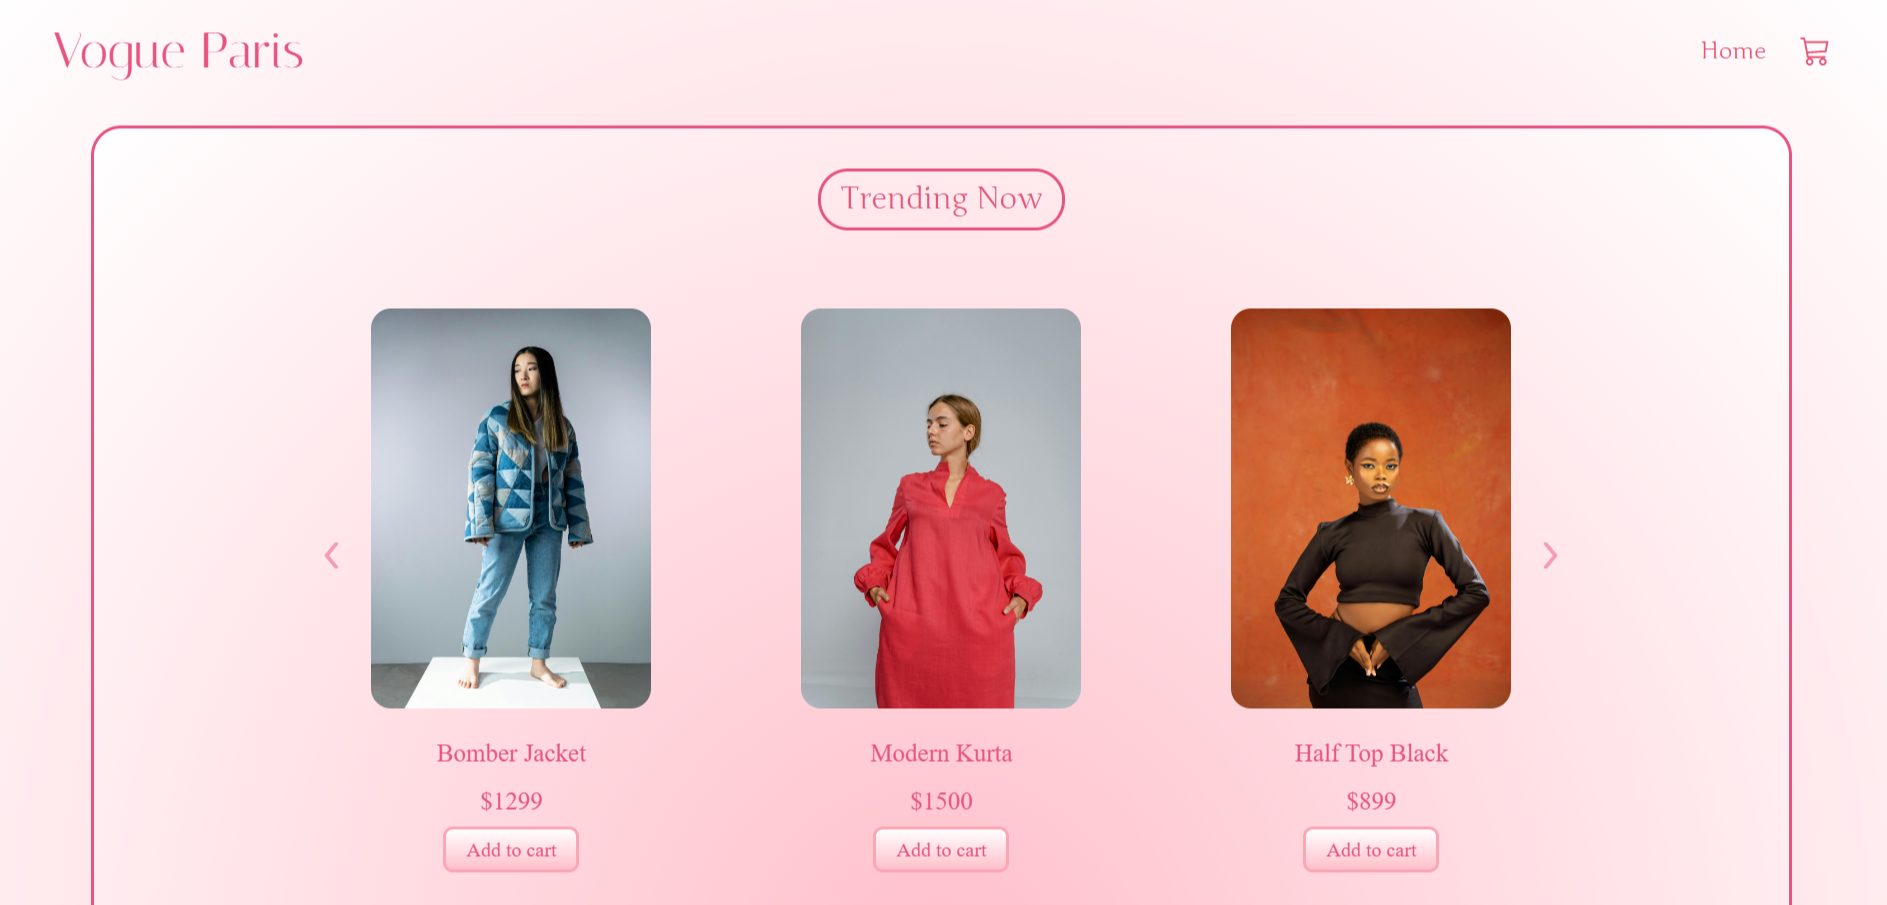 Vogue Paris
Home
Trending Now
Bomber Jacket
Modern Kurta
Half Top Black
$1299
$1500
$899
Add to cart
Add to cart
Add to cart